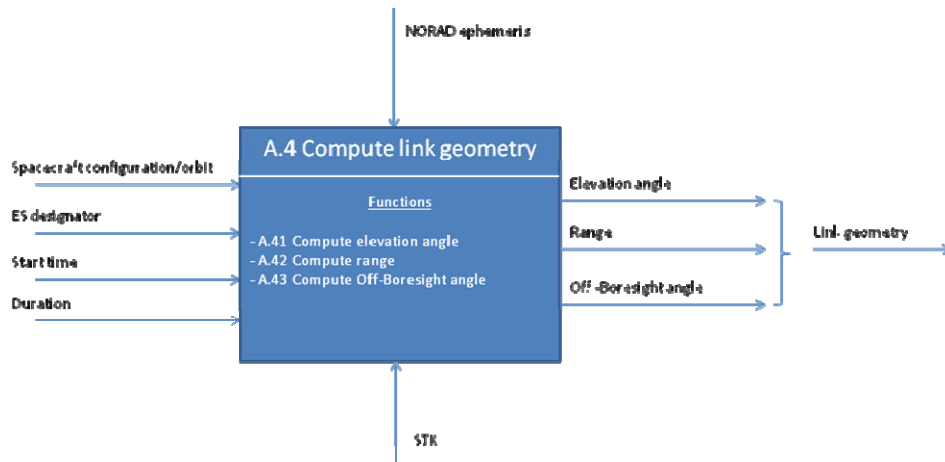 NORAD ephemeris
A.4 Compute link geometry
Spacecraft configuration/orbit
Functions
Elevation angle
ES designator
- A.41 Compute elevation angle
Range
Link geometry
- A.42 Compute range
Start time
- A.43 Compute Off-Boresight angle
Off -Boresight angle
Duration
STK